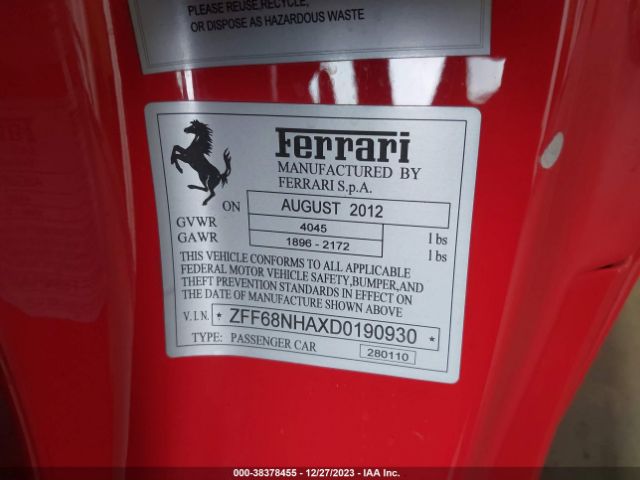 PLEASE REUSE,RECYCLE,
OR DISPOSE AS HAZARDOUS WASTE
Ferrari
MANUFACTURED BY
FERRARI S.p.A.
ON AUGUST 2012
GVWR 4045 lbs
GAWR 1896 - 2172 lbs
THIS VEHICLE CONFORMS TO ALL APPLICABLE
FEDERAL MOTOR VEHICLE SAFETY,BUMPER,AND
THEFT PREVENTION STANDARDS IN EFFECT ON
THE DATE OF MANUFACTURE SHOWN ABOVE
V.I.N. * ZFF68NHAXD0190930 *
TYPE: PASSENGER CAR 280110
000-38378455 - 12/27/2023 - IAA Inc.